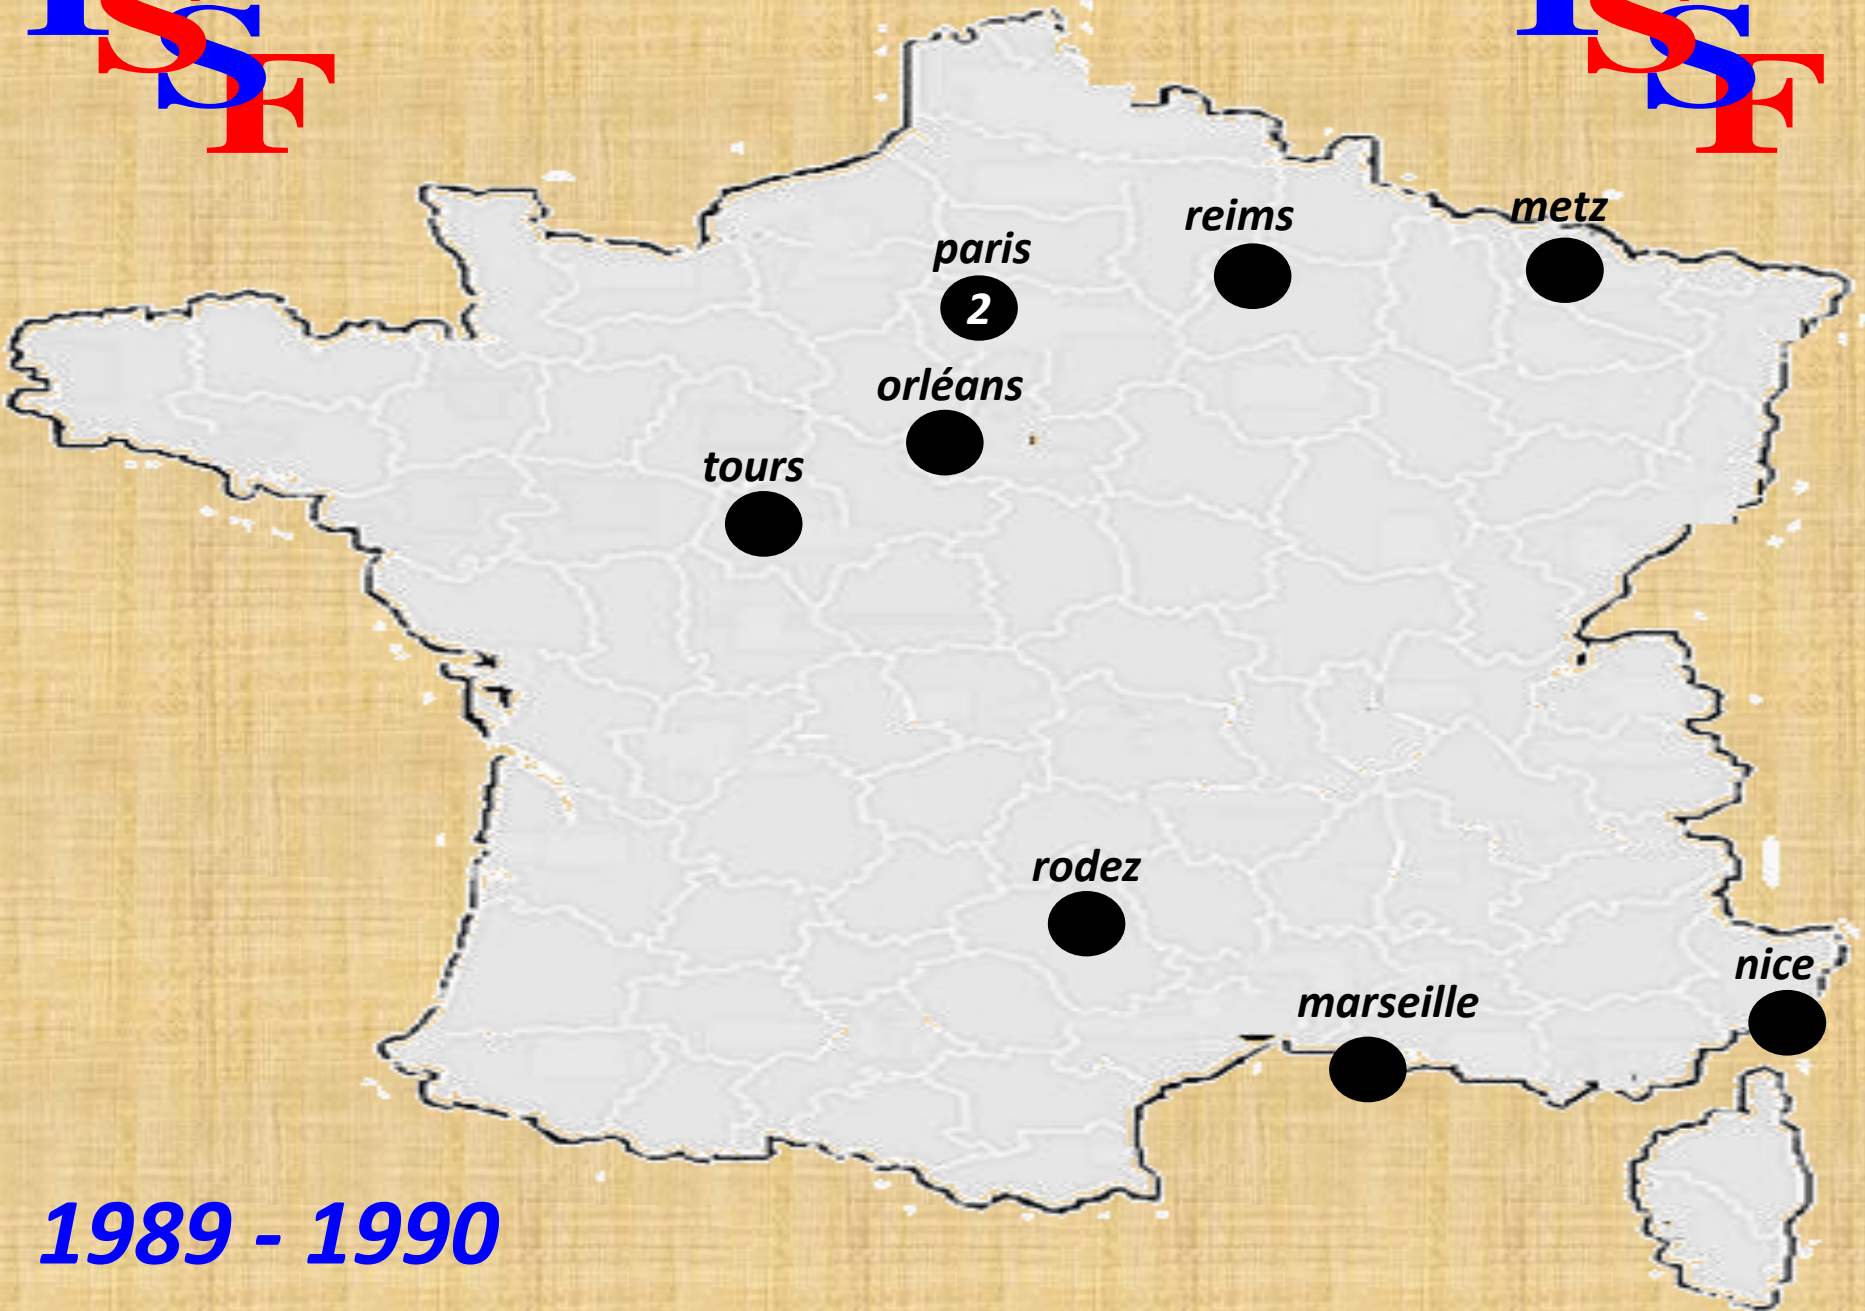 ISSF
ISSF
metz
reims
paris
2
orléans
tours
rodez
nice
marseille
1989 - 1990